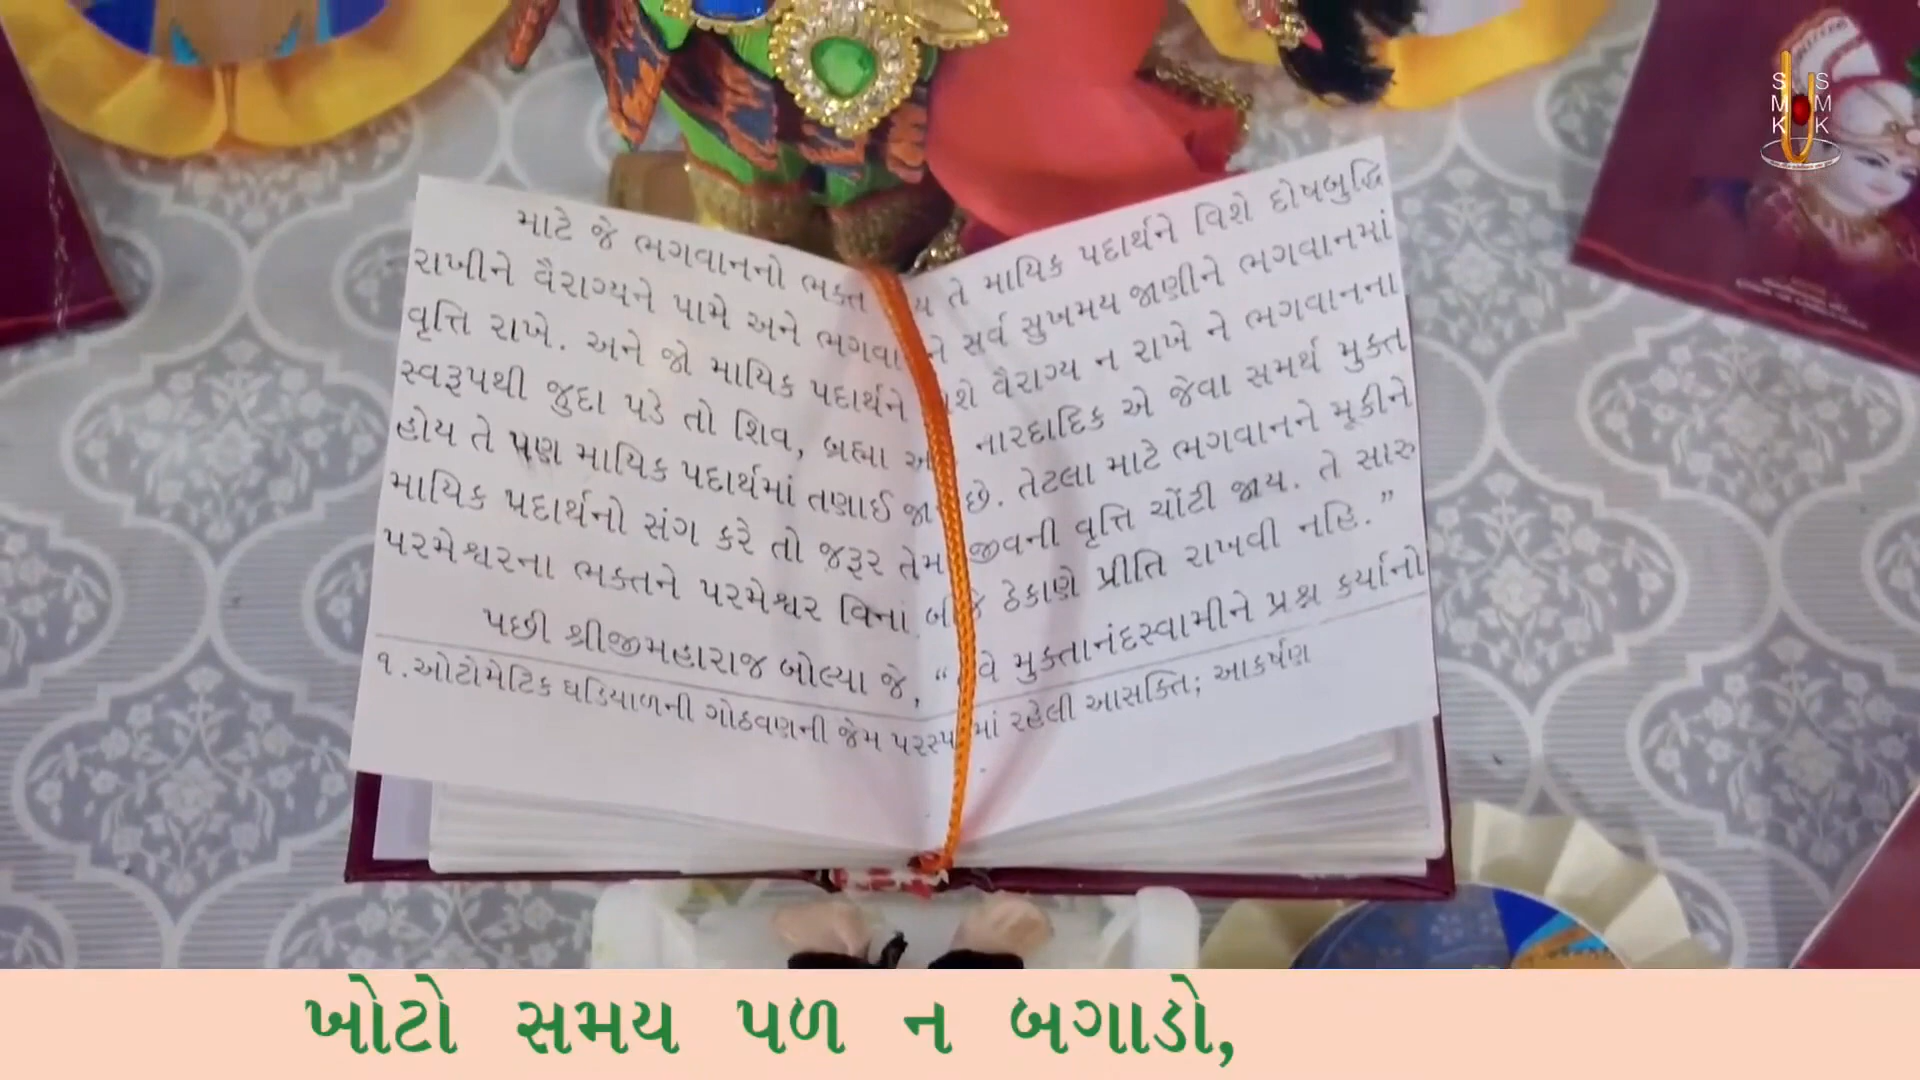 માટે જે ભગવાનનો ભક્ત ય તે માયિક પદાર્થને વિશે દોષબુદ્ધિ
રાખીને વૈરાગ્યને પામે અને ભગવા ને સર્વ સુખમય જાણીને ભગવાનમાં
વૃત્તિ રાખે. અને જો માયિક પદાર્થને શે વૈરાગ્ય ન રાખે ને ભગવાનના
સ્વરૂપથી જુદા પડે તો શિવ, બ્રહ્મા અ નારદાદિક એ જેવા સમર્થ મુક્ત
હોય તે પણ માયિક પદાર્થમાં તણાઈ જા છે. તેટલા માટે ભગવાનને મૂકીને
માયિક પદાર્થનો સંગ કરે તો જરૂર તેમ જીવની વૃત્તિ ચોંટી જાય. તે સારુ
પરમેશ્વરના ભક્તને પરમેશ્વર વિના બી ઠેકાણે પ્રીતિ રાખવી નહિ.”
પછી શ્રીજીમહારાજ બોલ્યા જે, “ વે મુક્તાનંદસ્વામીને પ્રશ્ન કર્યાનો
૧. ઓટોમેટિક ઘડિયાળની ગોઠવણની જેમ પરસ્પ માં રહેલી આસક્તિ; આકર્ષણ
S S
M M
K K
ખોટો સમય પળ ન બગાડો,